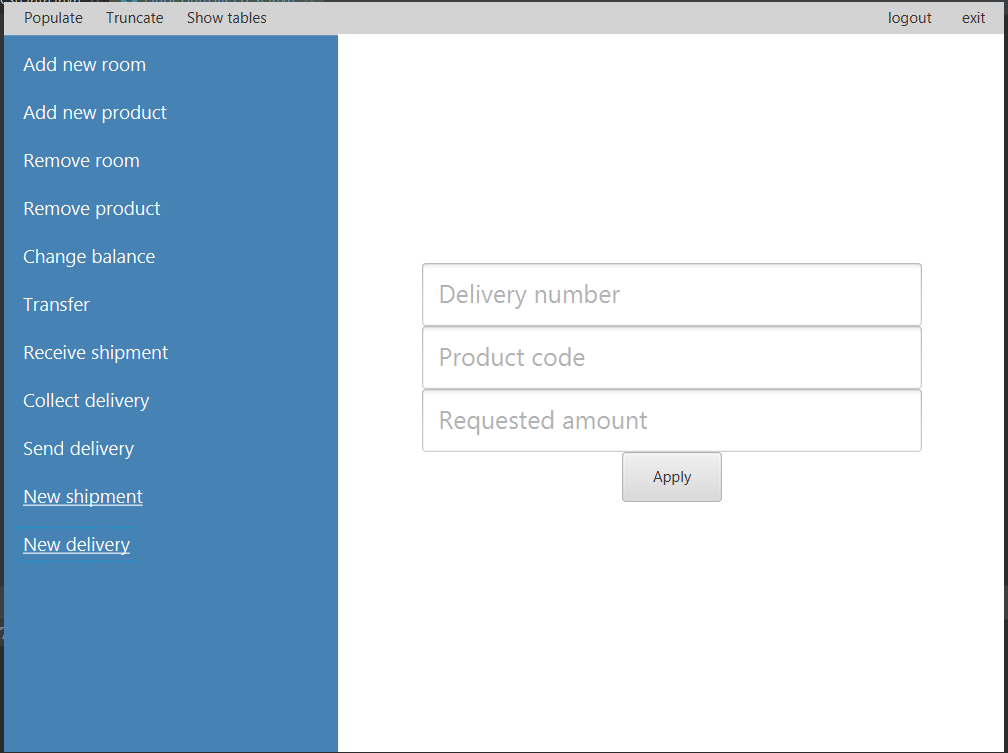 Populate Truncate Show tables logout exit
Add new room
Add new product
Remove room
Remove product
Change balance
Transfer
Receive shipment
Collect delivery
Send delivery
New shipment
New delivery
Delivery number
Product code
Requested amount
Apply